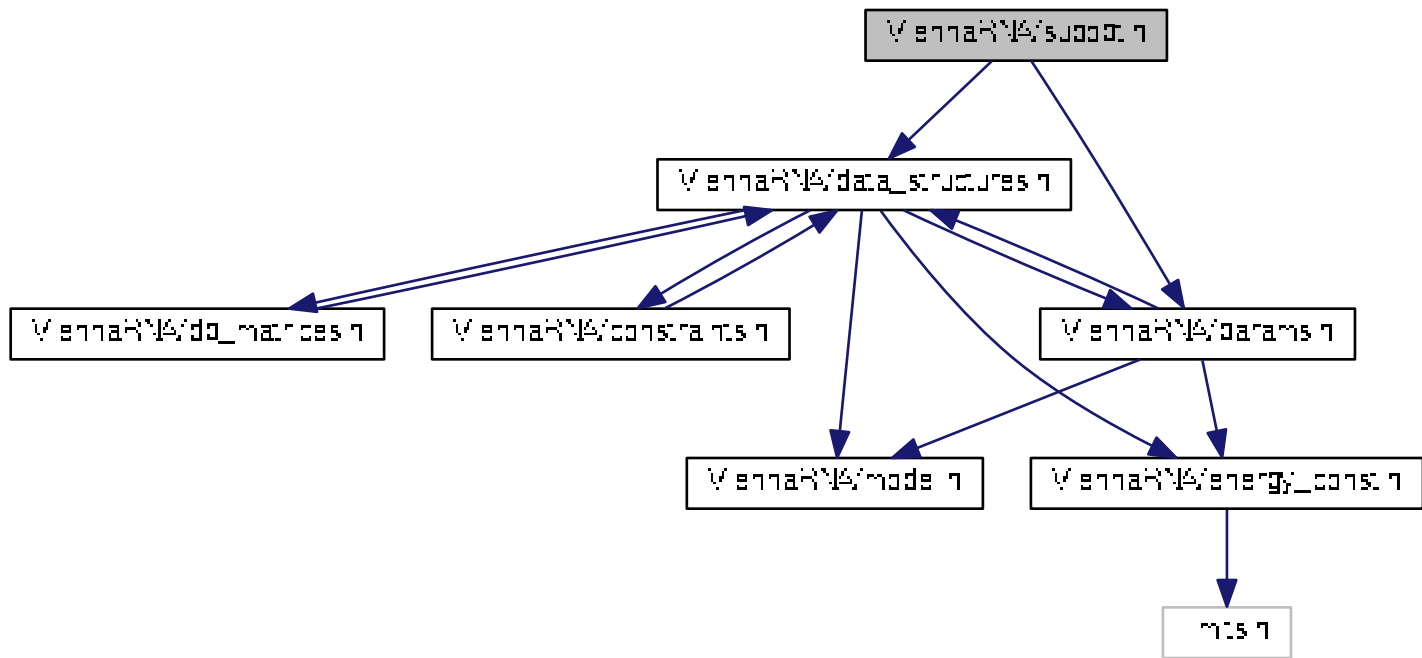 ViennaRNA/subopt.h
ViennaRNA/data_structures.h
ViennaRNA/dp_matrices.h
ViennaRNA/constraints.h
ViennaRNA/params.h
ViennaRNA/model.h
ViennaRNA/energy_const.h
limits.h